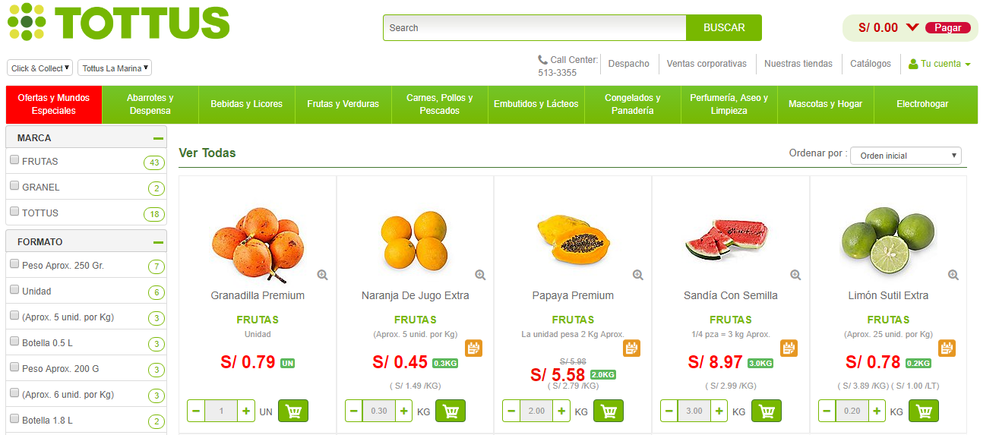 TOTTUS
Search
BUSCAR
S/ 0.00
Pagar
Click & Collect
Tottus La Marina
Call Center:
513-3355
Despacho
Ventas corporativas
Nuestras tiendas
Catálogos
Tu cuenta
Ofertas y Mundos
Especiales
Abarrotes y
Despensa
Bebidas y Licores
Frutas y Verduras
Carnes, Pollos y
Pescados
Embutidos y Lácteos
Congelados y
Panadería
Perfumería, Aseo y
Limpieza
Mascotas y Hogar
Electrohogar
MARCA
FRUTAS 43
GRANEL 2
TOTTUS 18
FORMATO
Peso Aprox. 250 Gr. 7
Unidad 6
(Aprox. 5 unid. por Kg) 3
Botella 0.5 L 3
Peso Aprox. 200 G 3
(Aprox. 6 unid. por Kg) 3
Botella 1.8 L 2
Ver Todas
Ordenar por : Orden inicial
Granadilla Premium
FRUTAS
Unidad
S/ 0.79 UN
1 UN
Naranja De Jugo Extra
FRUTAS
(Aprox. 5 unid. por Kg)
S/ 0.45 0.3KG
( S/ 1.49 /KG)
0.30 KG
Papaya Premium
FRUTAS
La unidad pesa 2 Kg Aprox.
S/ 5.98
S/ 5.58 2.0KG
( S/ 2.79 /KG)
2.00 KG
Sandía Con Semilla
FRUTAS
1/4 pza = 3 kg Aprox.
S/ 8.97 3.0KG
( S/ 2.99 /KG)
3.00 KG
Limón Sutil Extra
FRUTAS
(Aprox. 25 unid. por Kg)
S/ 0.78 0.2KG
( S/ 3.89 /KG) ( S/ 1.00 /LT)
0.20 KG